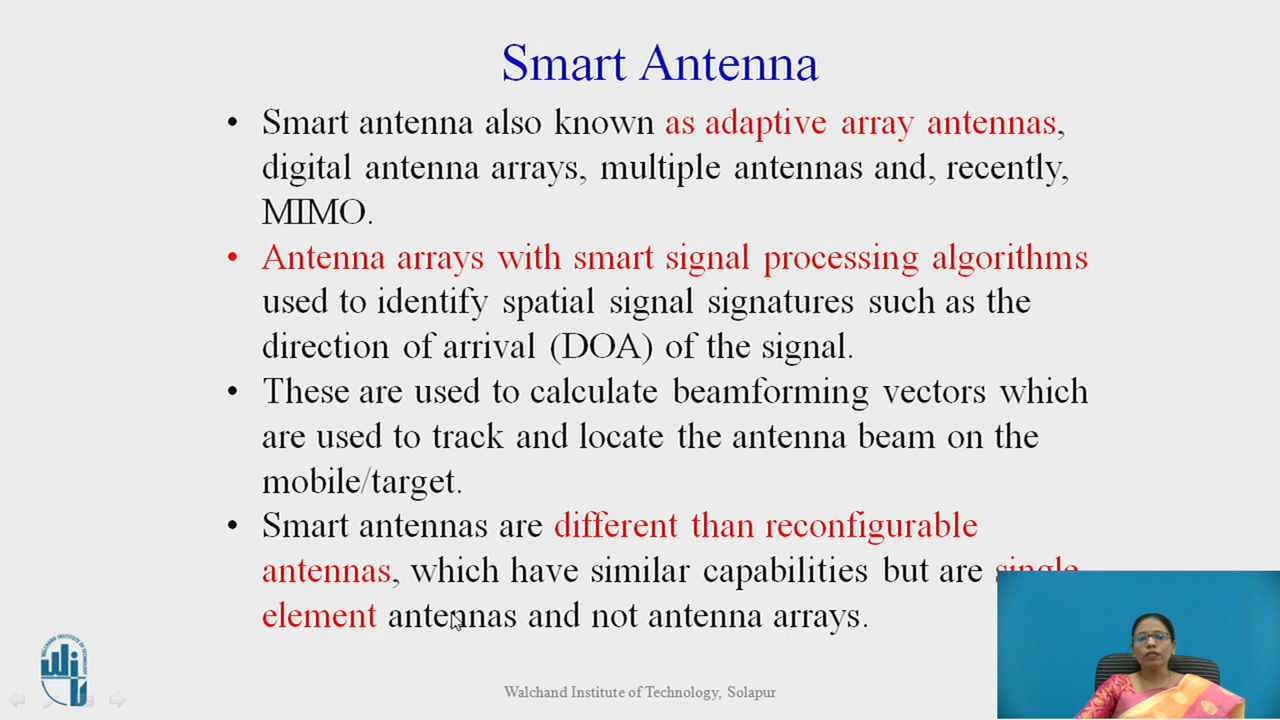 Smart Antenna
• Smart antenna also known as adaptive array antennas,
digital antenna arrays, multiple antennas and, recently,
MIMO.
• Antenna arrays with smart signal processing algorithms
used to identify spatial signal signatures such as the
direction of arrival (DOA) of the signal.
• These are used to calculate beamforming vectors which
are used to track and locate the antenna beam on the
mobile/target.
• Smart antennas are different than reconfigurable
antennas, which have similar capabilities but are single
element antennas and not antenna arrays.
WALCHAND INSTITUTE OF TECHNOLOGY
Walchand Institute of Technology, Solapur